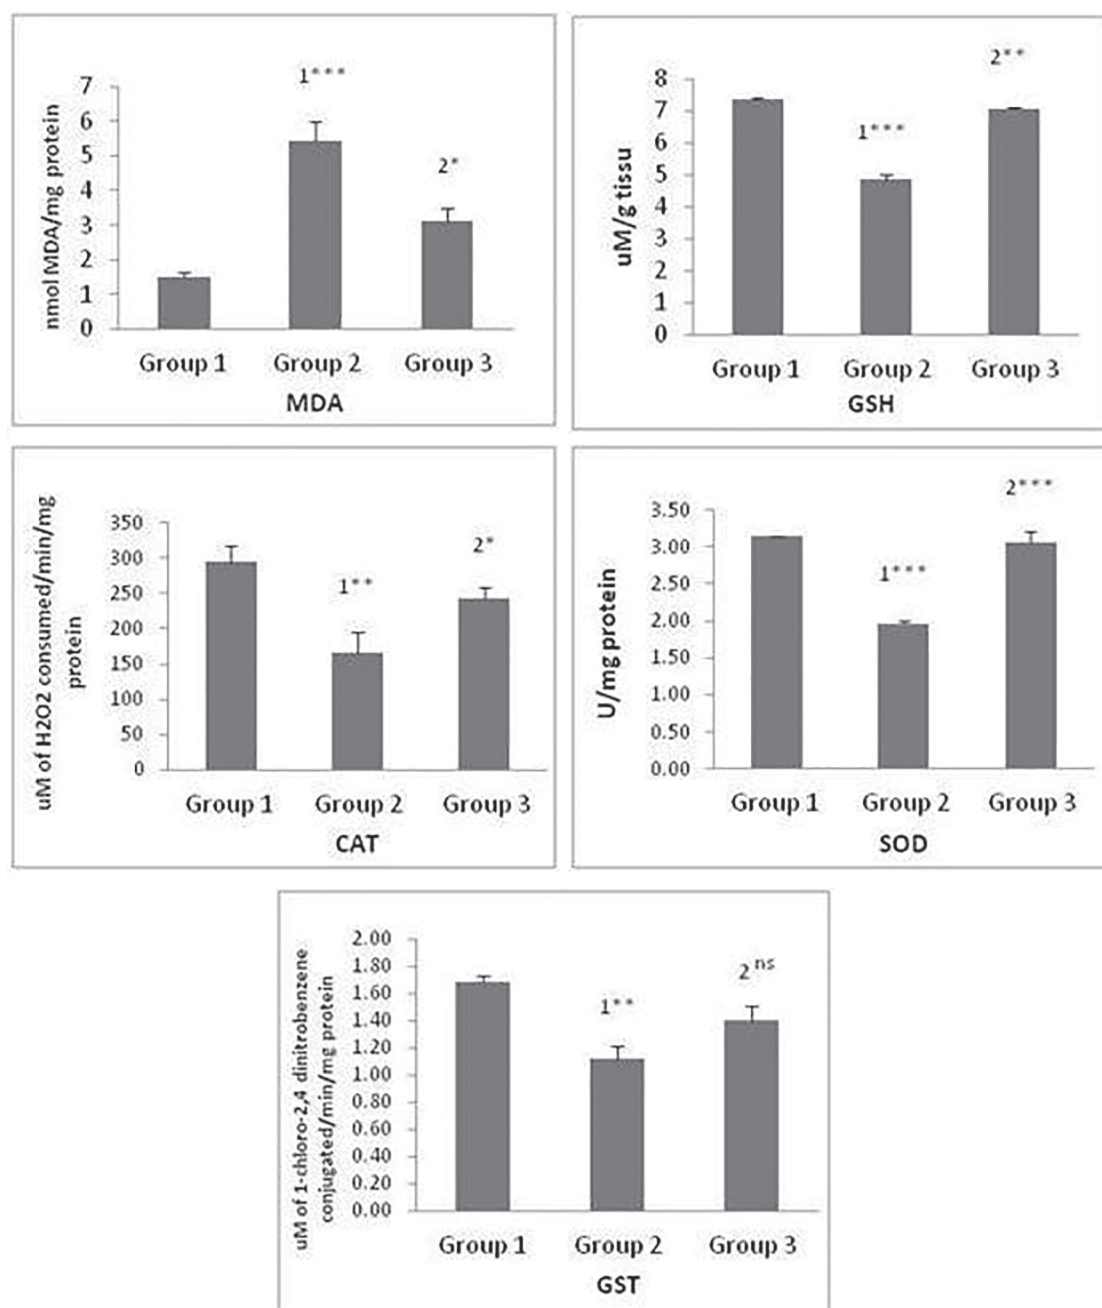 nmol MDA/mg protein
7
6
5
4
3
2
1
0
1***
2*
Group 1 Group 2 Group 3
MDA
uM/g tissu
8
7
6
5
4
3
2
1
0
1***
2**
Group 1 Group 2 Group 3
GSH
uM of H2O2 consumed/min/mg
protein
350
300
250
200
150
100
50
0
1**
2*
Group 1 Group 2 Group 3
CAT
U/mg protein
3.50
3.00
2.50
2.00
1.50
1.00
0.50
0.00
1***
2***
Group 1 Group 2 Group 3
SOD
uM of 1-chloro-2,4 dinitrobenzene
conjugated/min/mg protein
2.00
1.80
1.60
1.40
1.20
1.00
0.80
0.60
0.40
0.20
0.00
1**
2 ns
Group 1 Group 2 Group 3
GST